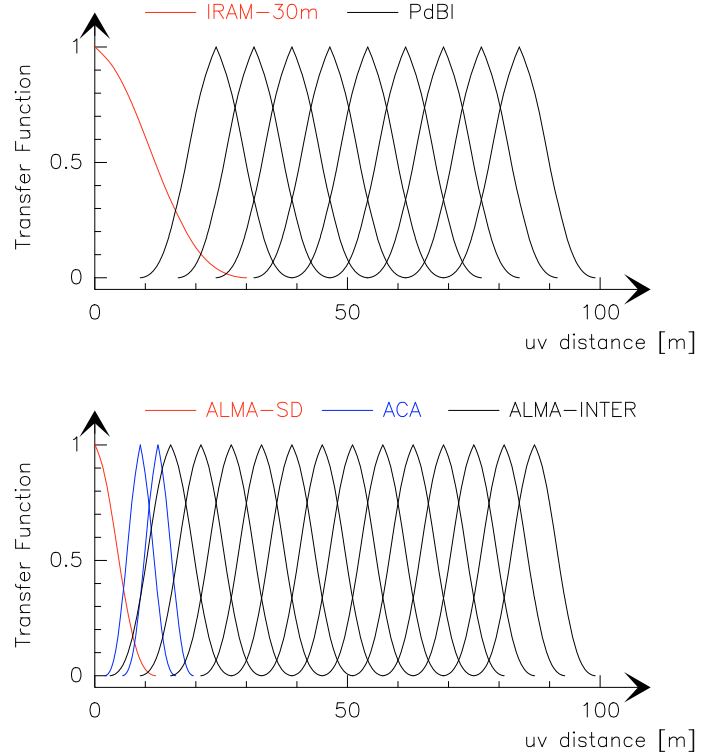 IRAM-30m PdBI
1
0.5
0
Transfer Function
0 50 100
uv distance [m]
ALMA-SD ACA ALMA-INTER
1
0.5
0
Transfer Function
0 50 100
uv distance [m]